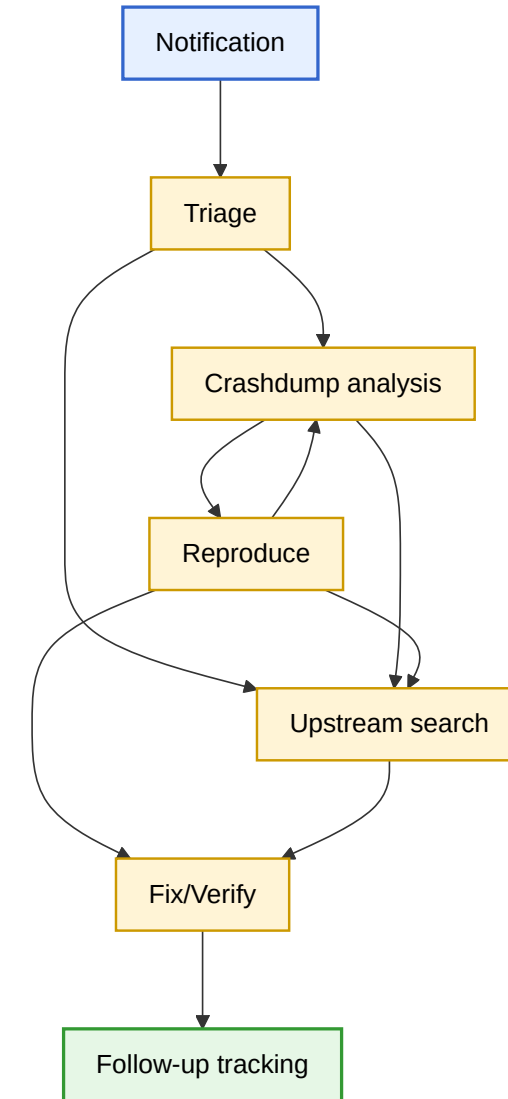 Notification
Triage
Crashdump analysis
Reproduce
Upstream search
Fix/Verify
Follow-up tracking